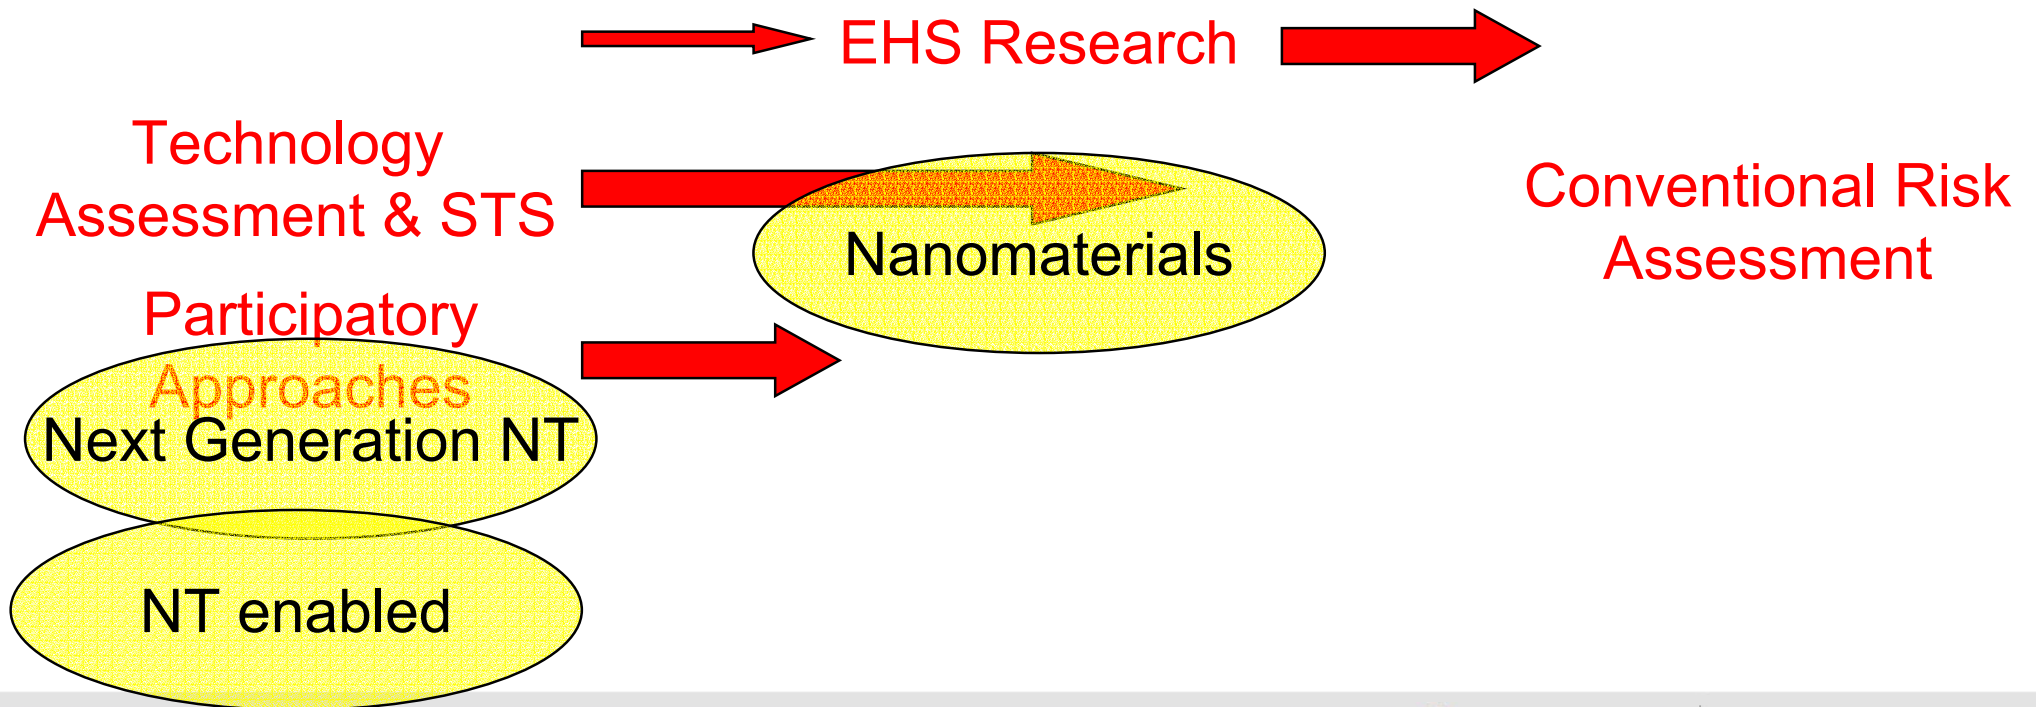 EHS Research
Technology
Assessment & STS
Conventional Risk
Assessment
Nanomaterials
Participatory
Approaches
Next Generation NT
NT enabled